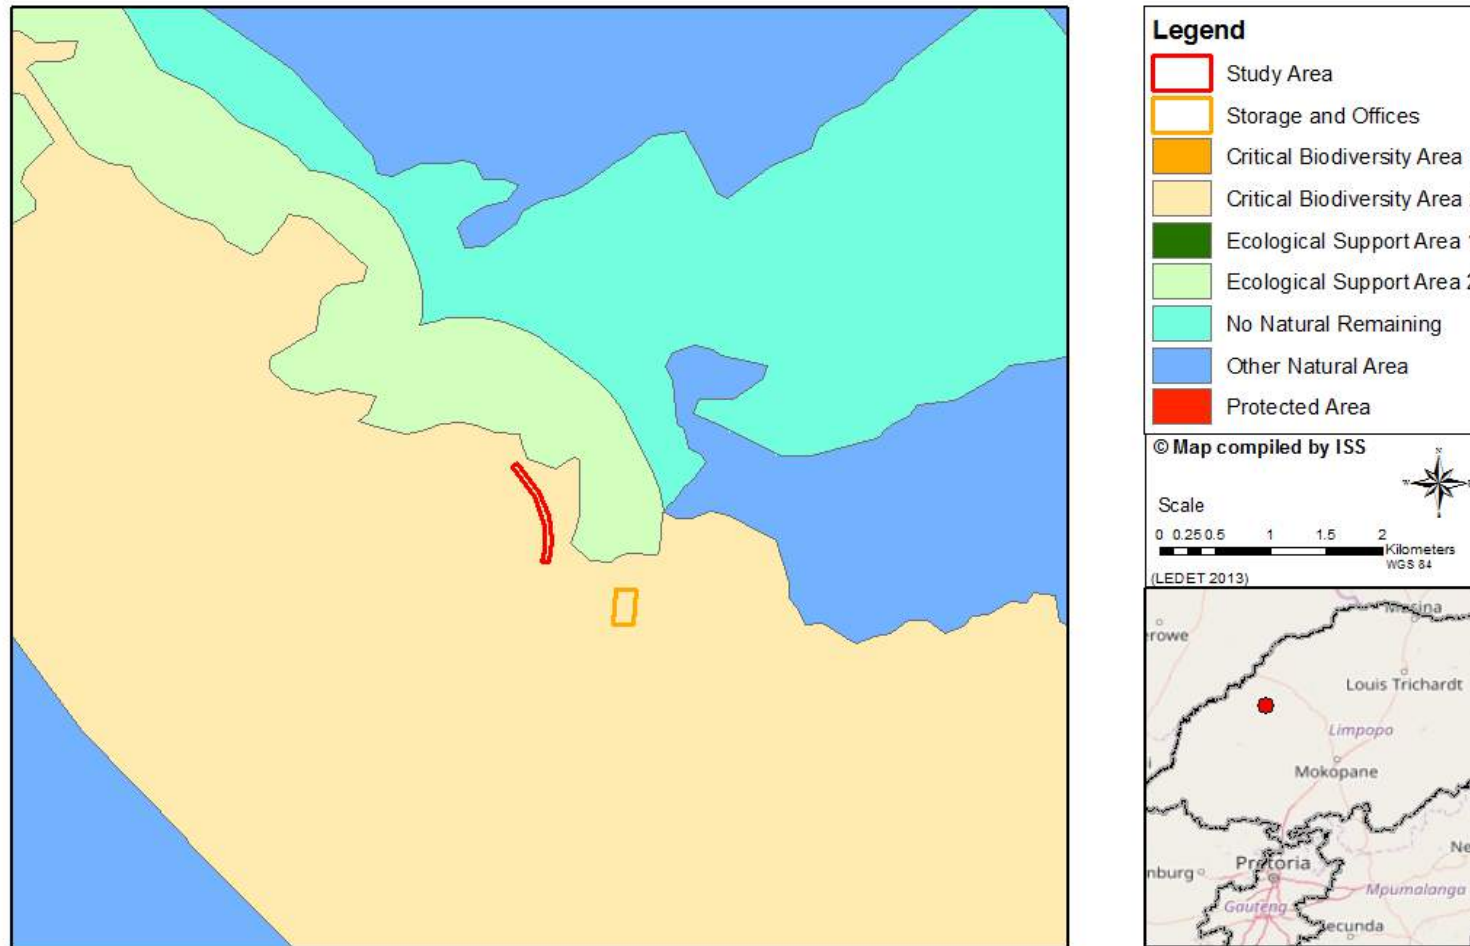 Legend
Study Area
Storage and Offices
Critical Biodiversity Area
Critical Biodiversity Area
Ecological Support Area
Ecological Support Area 2
No Natural Remaining
Other Natural Area
Protected Area
© Map compiled by ISS
N
W
Scale
0 0.25 0.5 1 1.5 2
Kilometers
WGS 84
(LEDET 2013)
Musina
Louis Trichardt
Limpopo
Mokopane
Pretoria
Mpumalanga
Gauteng